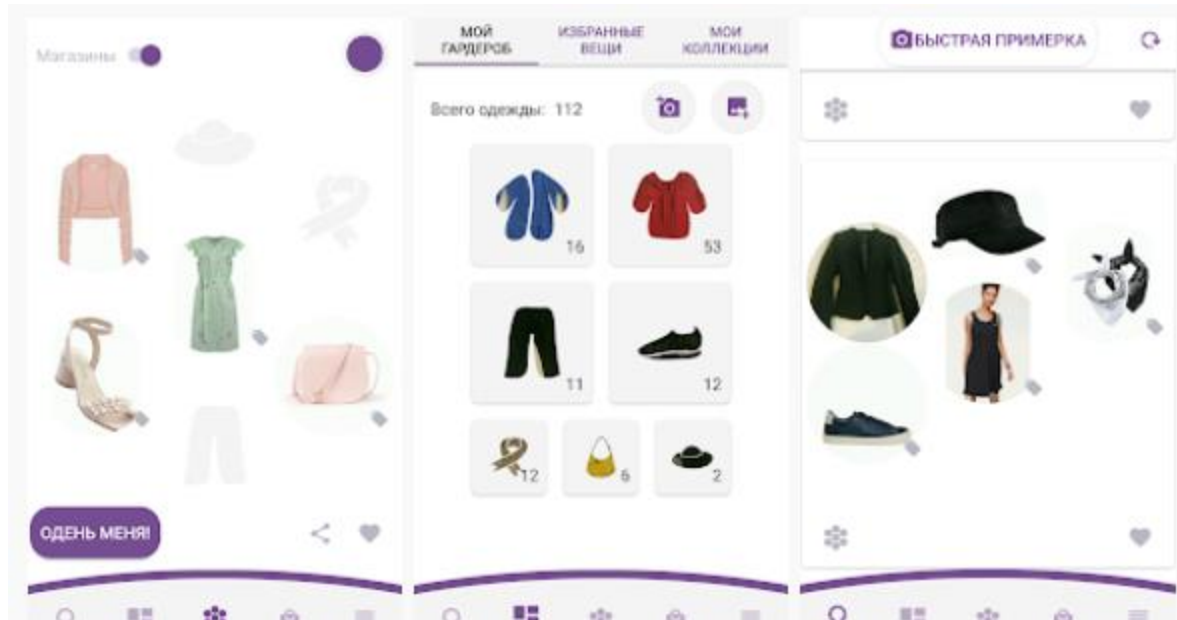 Магазины
ОДЕНЬ МЕНЯ!
МОЙ
ГАРДЕРОБ
ИЗБРАННЫЕ
ВЕЩИ
МОИ
КОЛЛЕКЦИИ
Всего одежды: 112
16
53
11
12
12
6
2
БЫСТРАЯ ПРИМЕРКА